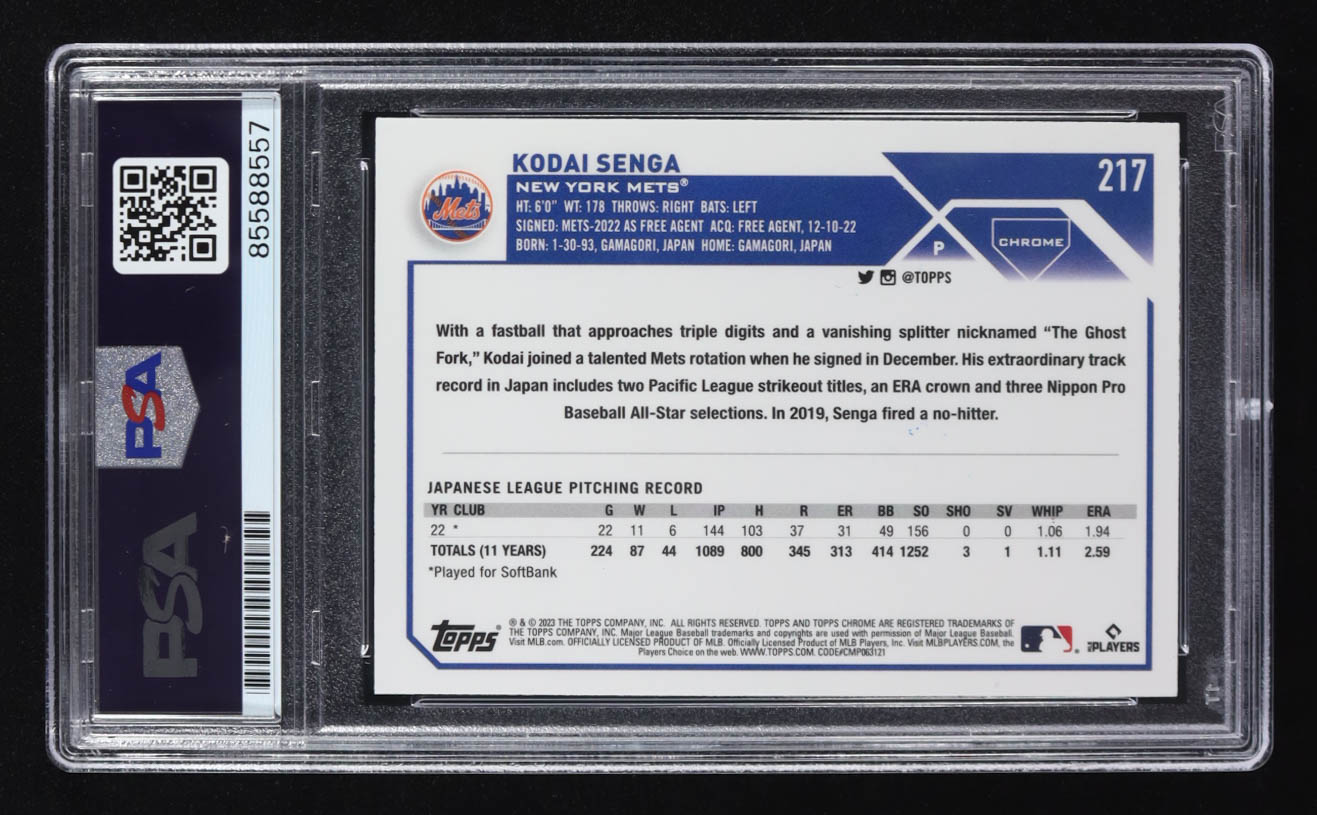 85588557
PSA
PSA
Mets
KODAI SENGA
NEW YORK METS®
HT: 6'0" WT: 178 THROWS: RIGHT BATS: LEFT
SIGNED: METS-2022 AS FREE AGENT ACQ: FREE AGENT, 12-10-22
BORN: 1-30-93, GAMAGORI, JAPAN HOME: GAMAGORI, JAPAN
217
P
CHROME
@TOPPS
With a fastball that approaches triple digits and a vanishing splitter nicknamed “The Ghost
Fork,” Kodai joined a talented Mets rotation when he signed in December. His extraordinary track
record in Japan includes two Pacific League strikeout titles, an ERA crown and three Nippon Pro
Baseball All-Star selections. In 2019, Senga fired a no-hitter.
JAPANESE LEAGUE PITCHING RECORD
YR CLUB G W L IP H R ER BB SO SHO SV WHIP ERA
22 * 22 11 6 144 103 37 31 49 156 0 0 1.06 1.94
TOTALS (11 YEARS) 224 87 44 1089 800 345 313 414 1252 3 1 1.11 2.59
*Played for SoftBank
topps
® & © 2023 THE TOPPS COMPANY, INC. ALL RIGHTS RESERVED. TOPPS AND TOPPS CHROME ARE REGISTERED TRADEMARKS OF
THE TOPPS COMPANY, INC. Major League Baseball trademarks and copyrights are used with permission of Major League Baseball.
Visit MLB.com. OFFICIALLY LICENSED PRODUCT OF MLB. Officially Licensed Product of MLB Players, Inc. Visit MLBPLAYERS.COM, the
Players Choice on the web. WWW.TOPPS.COM. CODE#CMP063121
PLAYERS